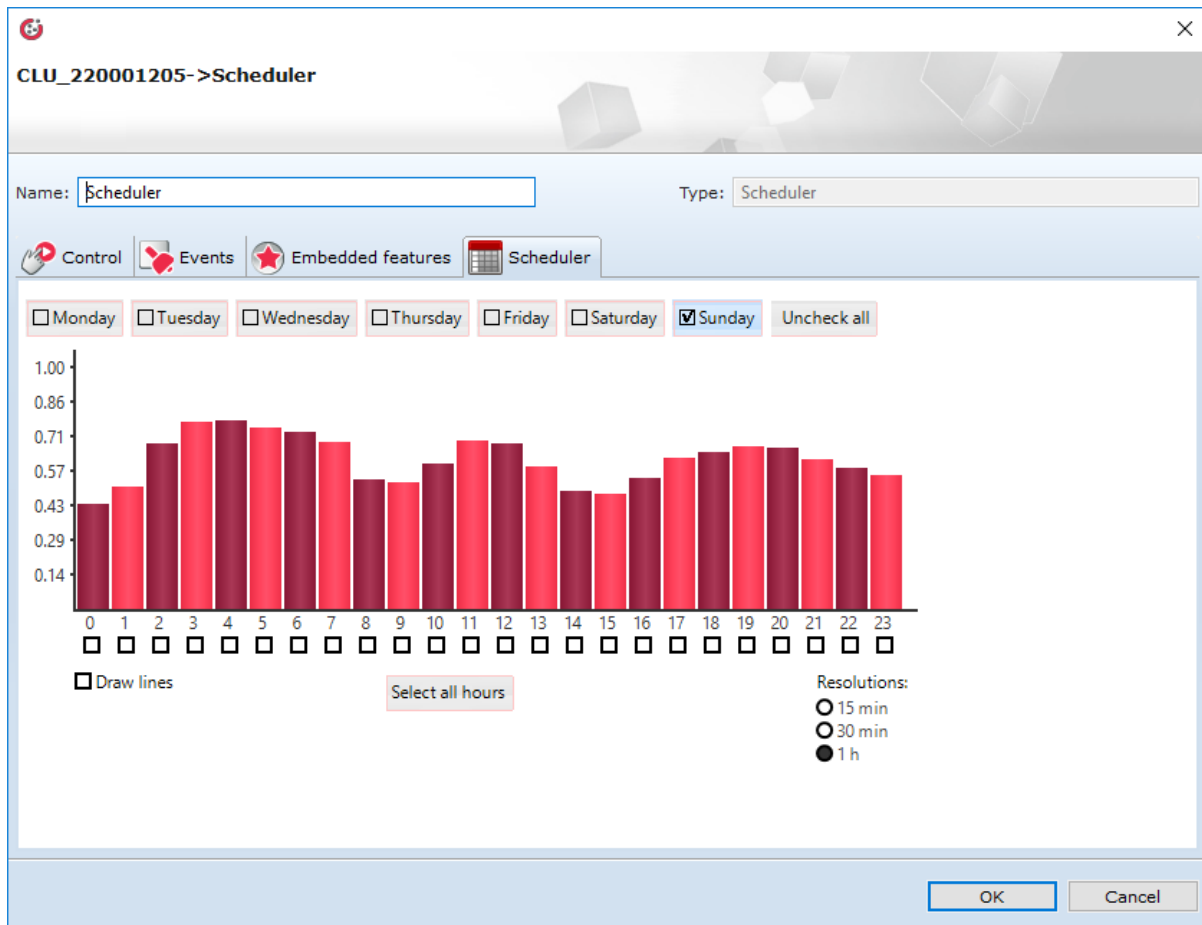 CLU_220001205->Scheduler
Name: Scheduler Type: Scheduler
Control Events Embedded features Scheduler
Monday Tuesday Wednesday Thursday Friday Saturday Sunday Uncheck all
1.00
0.86
0.71
0.57
0.43
0.29
0.14
0 1 2 3 4 5 6 7 8 9 10 11 12 13 14 15 16 17 18 19 20 21 22 23
Draw lines Select all hours Resolutions:
15 min
30 min
1 h
OK Cancel